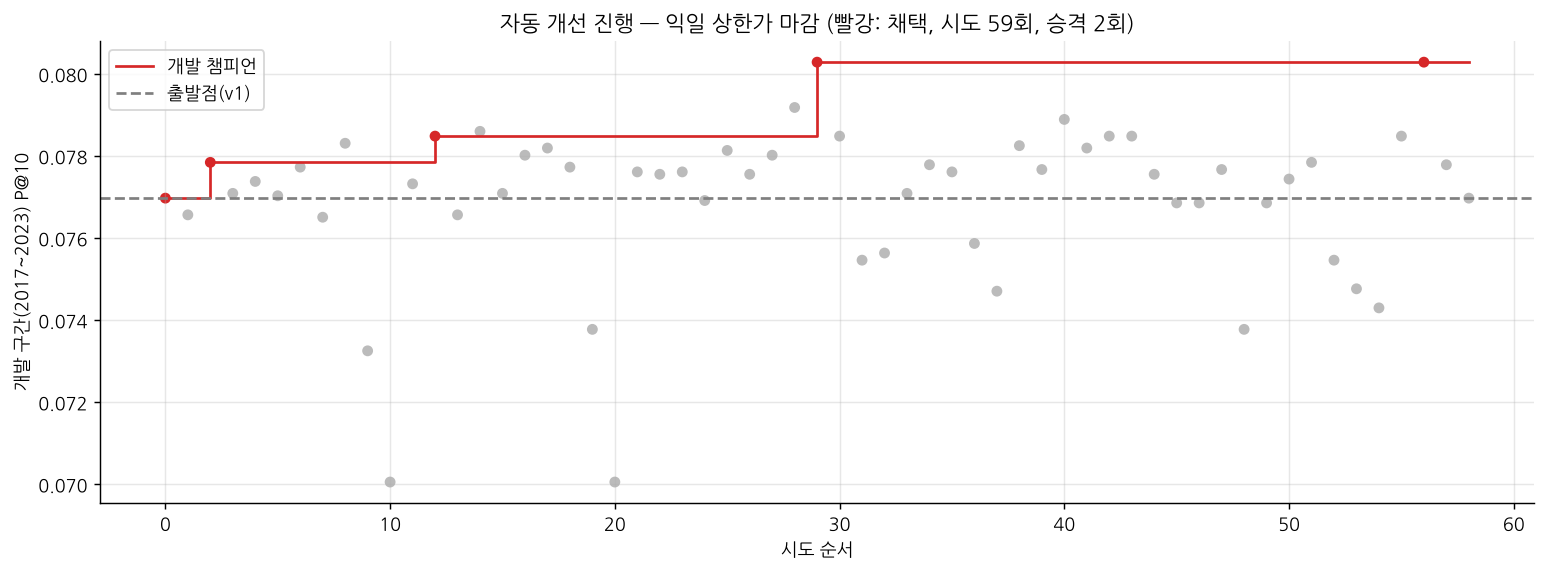 자동 개선 진행 — 익일 상한가 마감 (빨강: 채택, 시도 59회, 승격 2회)
개발 챔피언
출발점(v1)
개발 구간(2017~2023) P@10
0.080
0.078
0.076
0.074
0.072
0.070
0
10
20
30
40
50
60
시도 순서